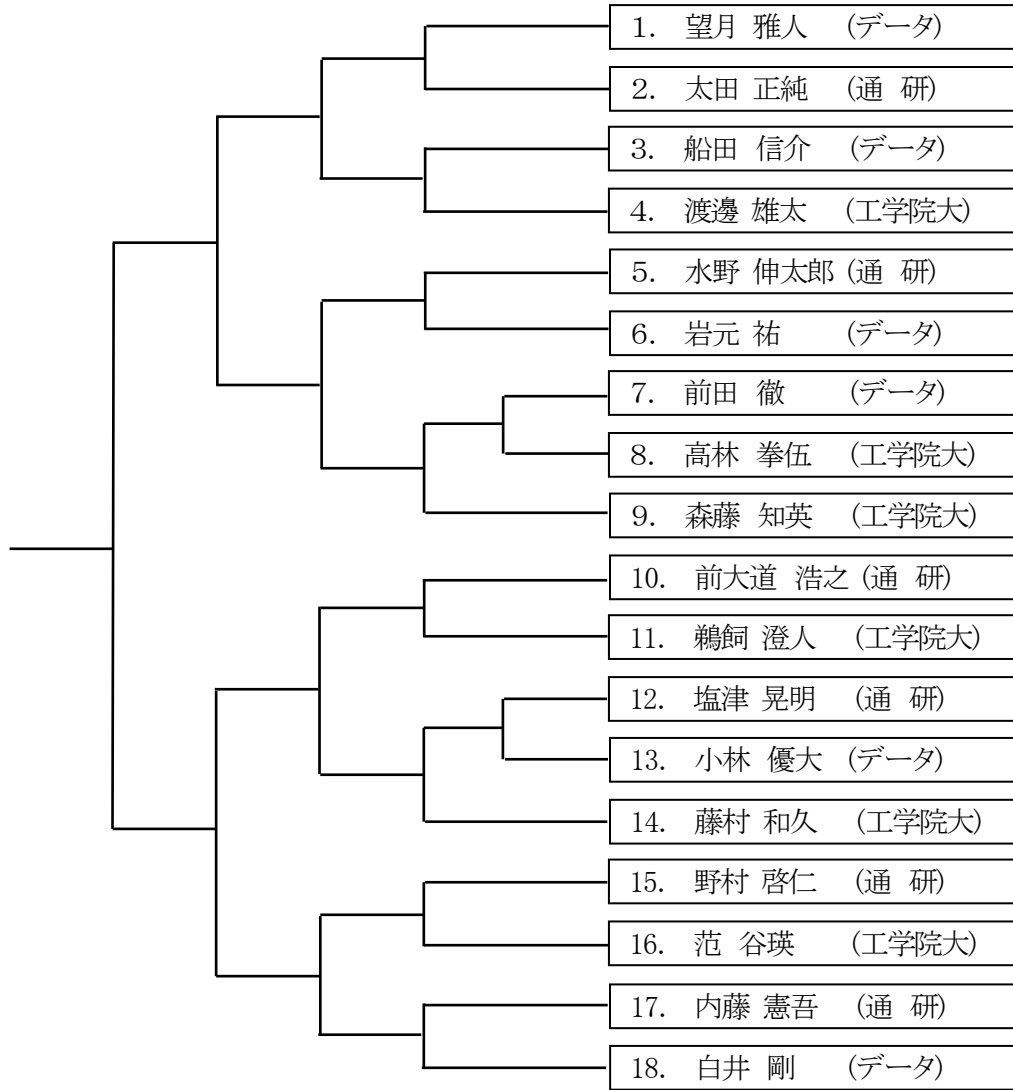 1. 望月 雅人 (データ)
2. 太田 正純 (通 研)
3. 船田 信介 (データ)
4. 渡邊 雄太 (工学院大)
5. 水野 伸太郎 (通 研)
6. 岩元 祐 (データ)
7. 前田 徹 (データ)
8. 高林 拳伍 (工学院大)
9. 森藤 知英 (工学院大)
10. 前大道 浩之 (通 研)
11. 鵜飼 澄人 (工学院大)
12. 塩津 晃明 (通 研)
13. 小林 優大 (データ)
14. 藤村 和久 (工学院大)
15. 野村 啓仁 (通 研)
16. 范 谷瑛 (工学院大)
17. 内藤 憲吾 (通 研)
18. 白井 剛 (データ)